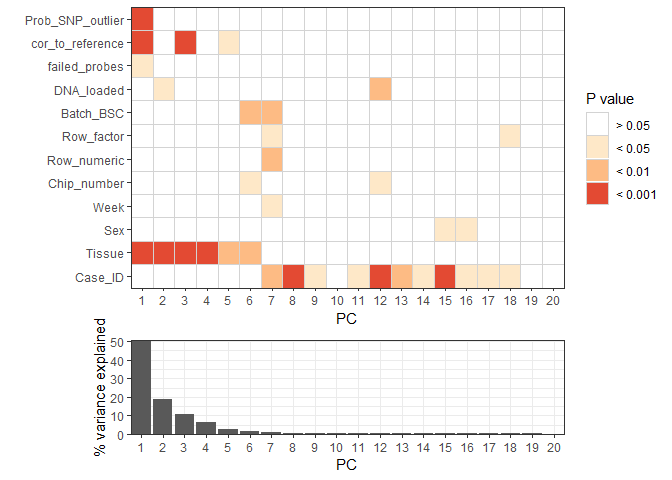 Prob_SNP_outlier
cor_to_reference
failed_probes
DNA_loaded
Batch_BSC
Row_factor
Row_numeric
Chip_number
Week
Sex
Tissue
Case_ID
1 2 3 4 5 6 7 8 9 10 11 12 13 14 15 16 17 18 19 20
PC
P value
> 0.05
< 0.05
< 0.01
< 0.001
% variance explained
50
40
30
20
10
0
1 2 3 4 5 6 7 8 9 10 11 12 13 14 15 16 17 18 19 20
PC